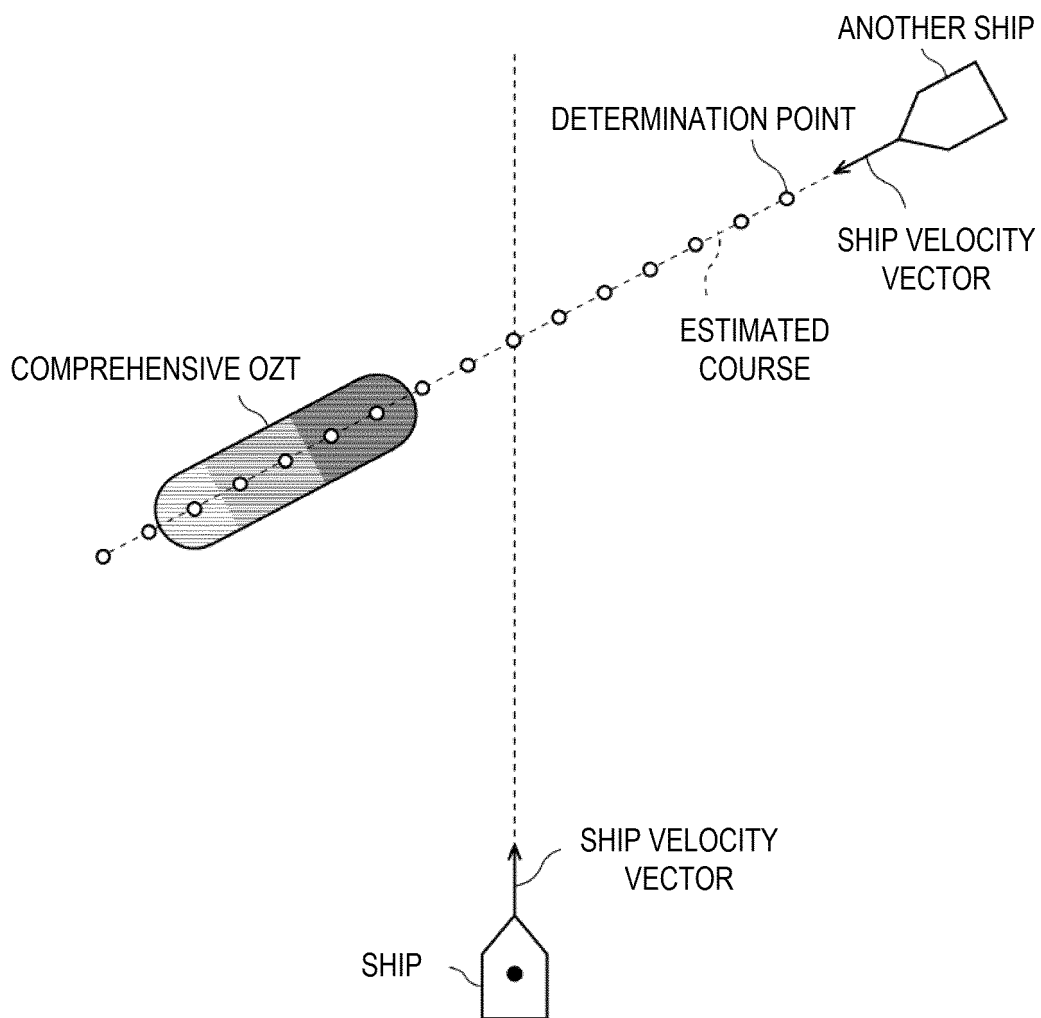 ANOTHER SHIP
DETERMINATION POINT
SHIP VELOCITY
VECTOR
ESTIMATED
COURSE
COMPREHENSIVE OZT
SHIP VELOCITY
VECTOR
SHIP